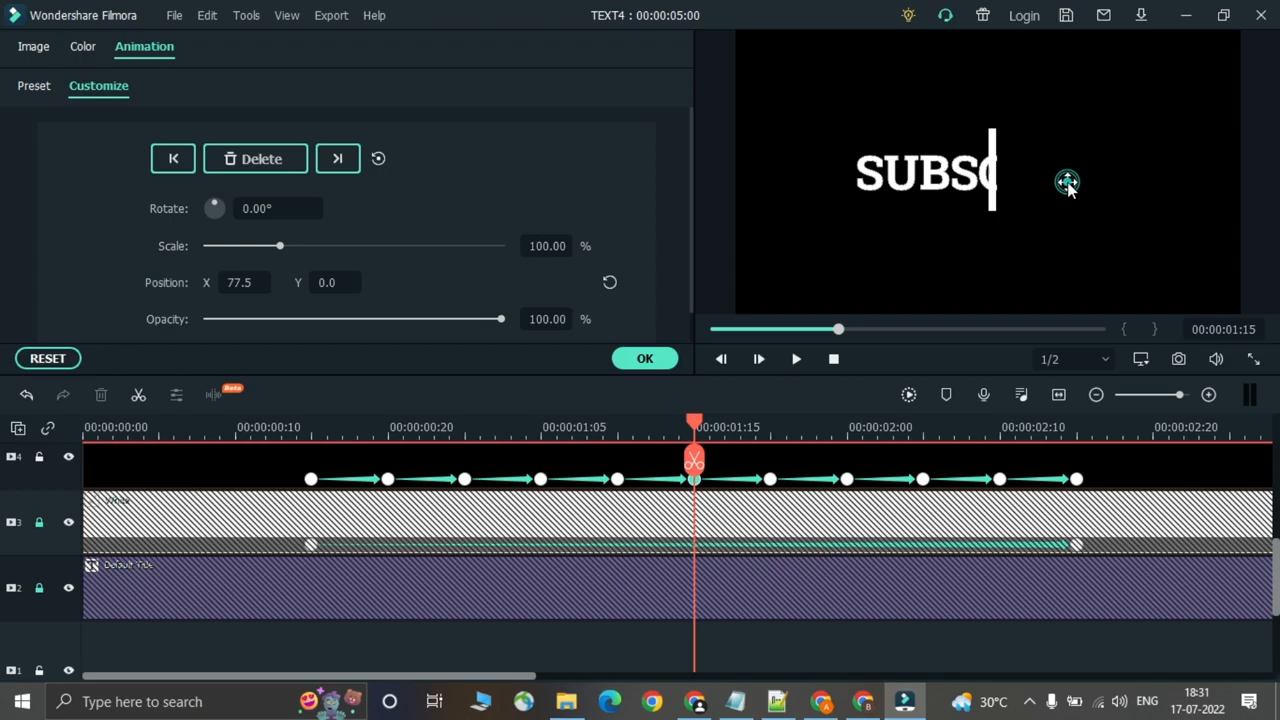 Wondershare Filmora File Edit Tools View Export Help TEXT4 : 00:00:05:00 Login
Image Color Animation
Preset Customize
Delete
Rotate: 0.00°
Scale: 100.00 %
Position: X 77.5 Y 0.0
Opacity: 100.00 %
RESET OK
SUBSC
{ } 00:00:01:15
1/2
Beta
00:00:00:00 00:00:00:10 00:00:00:20 00:00:01:05 00:00:01:15 00:00:02:00 00:00:02:10 00:00:02:20
4
White
3
Default Title
2
1
Type here to search 30°C ENG 18:31
17-07-2022